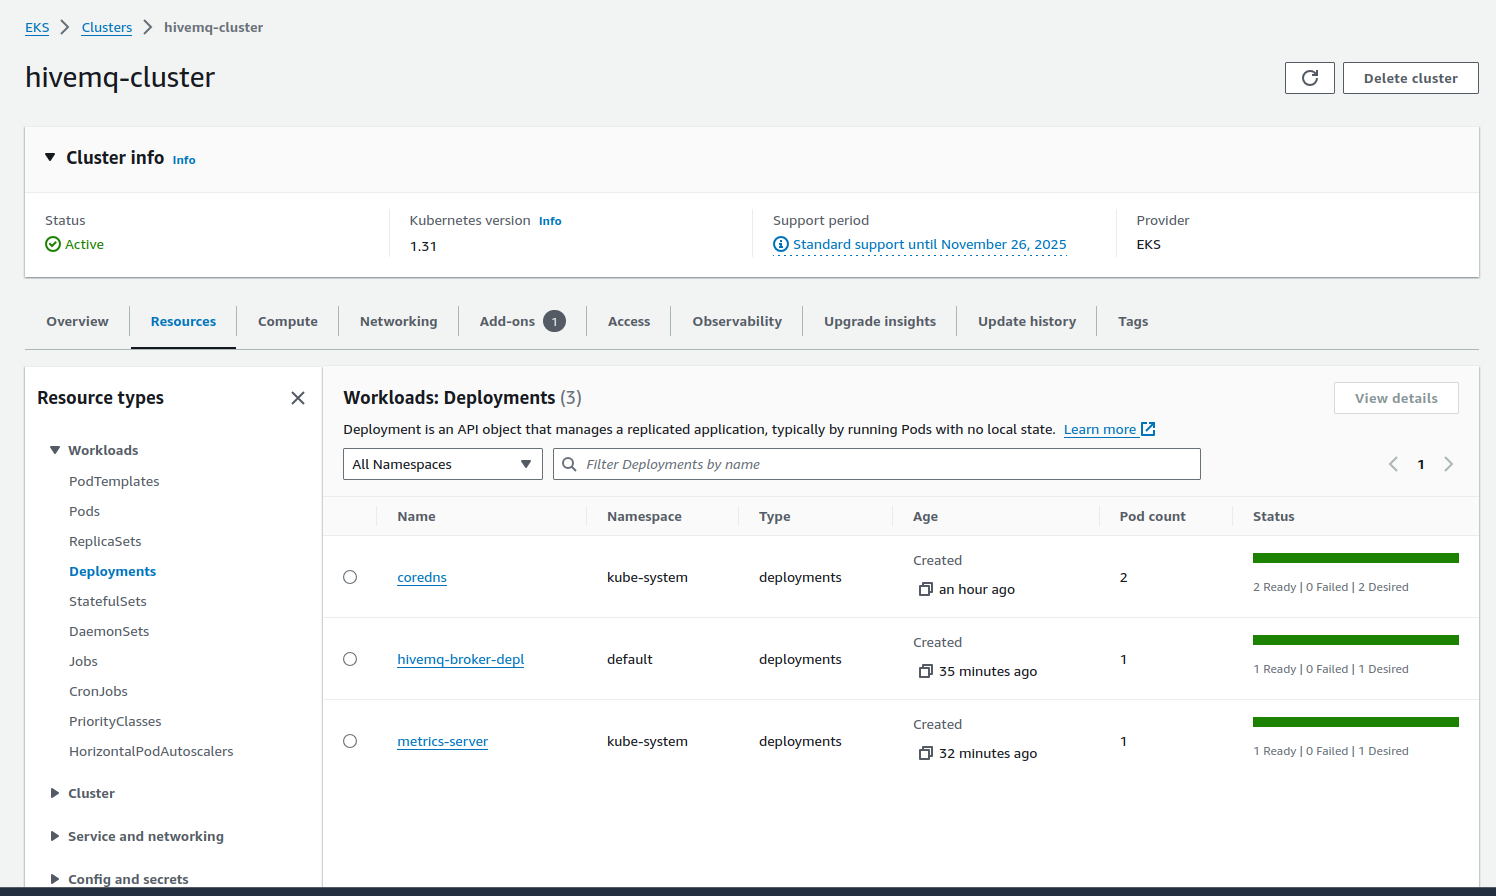 EKS > Clusters > hivemq-cluster
hivemq-cluster
Delete cluster
Cluster info Info
Status
Active
Kubernetes version Info
1.31
Support period
Standard support until November 26, 2025
Provider
EKS
Overview Resources Compute Networking Add-ons 1 Access Observability Upgrade insights Update history Tags
Resource types
Workloads
PodTemplates
Pods
ReplicaSets
Deployments
StatefulSets
DaemonSets
Jobs
CronJobs
PriorityClasses
HorizontalPodAutoscalers
Cluster
Service and networking
Config and secrets
Workloads: Deployments (3)
View details
Deployment is an API object that manages a replicated application, typically by running Pods with no local state. Learn more
All Namespaces
Filter Deployments by name
1
Name Namespace Type Age Pod count Status
coredns kube-system deployments Created an hour ago 2 2 Ready | 0 Failed | 2 Desired
hivemq-broker-depl default deployments Created 35 minutes ago 1 1 Ready | 0 Failed | 1 Desired
metrics-server kube-system deployments Created 32 minutes ago 1 1 Ready | 0 Failed | 1 Desired